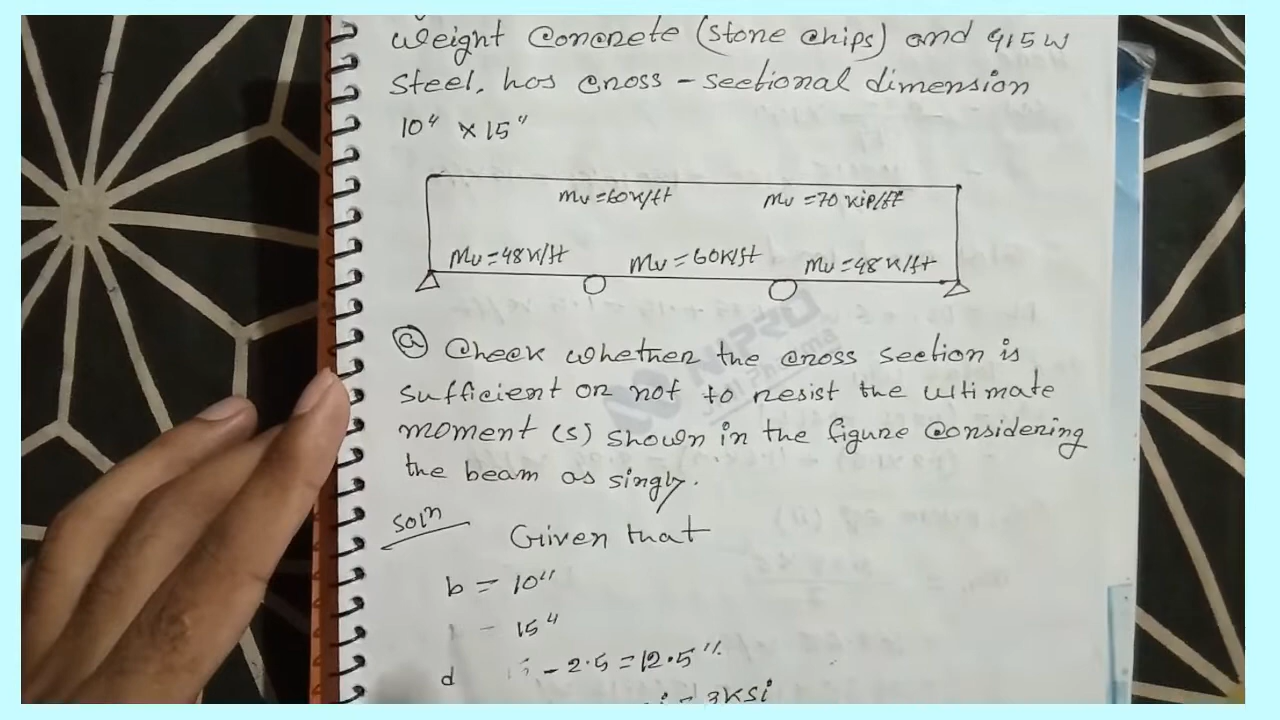 weight concrete (stone chips) and 415W
steel. has cross-sectional dimension
10" × 15"
Mu=60k/ft Mu=70 kip/ft
Mu=48k/ft Mu=60k/ft Mu=48k/ft
(a) Check whether the cross section is
sufficient or not to resist the ultimate
moment (s) shown in the figure considering
the beam as singly.
Soln Given that
b = 10"
= 15"
d - 2.5 = 12.5"
= 3ksi